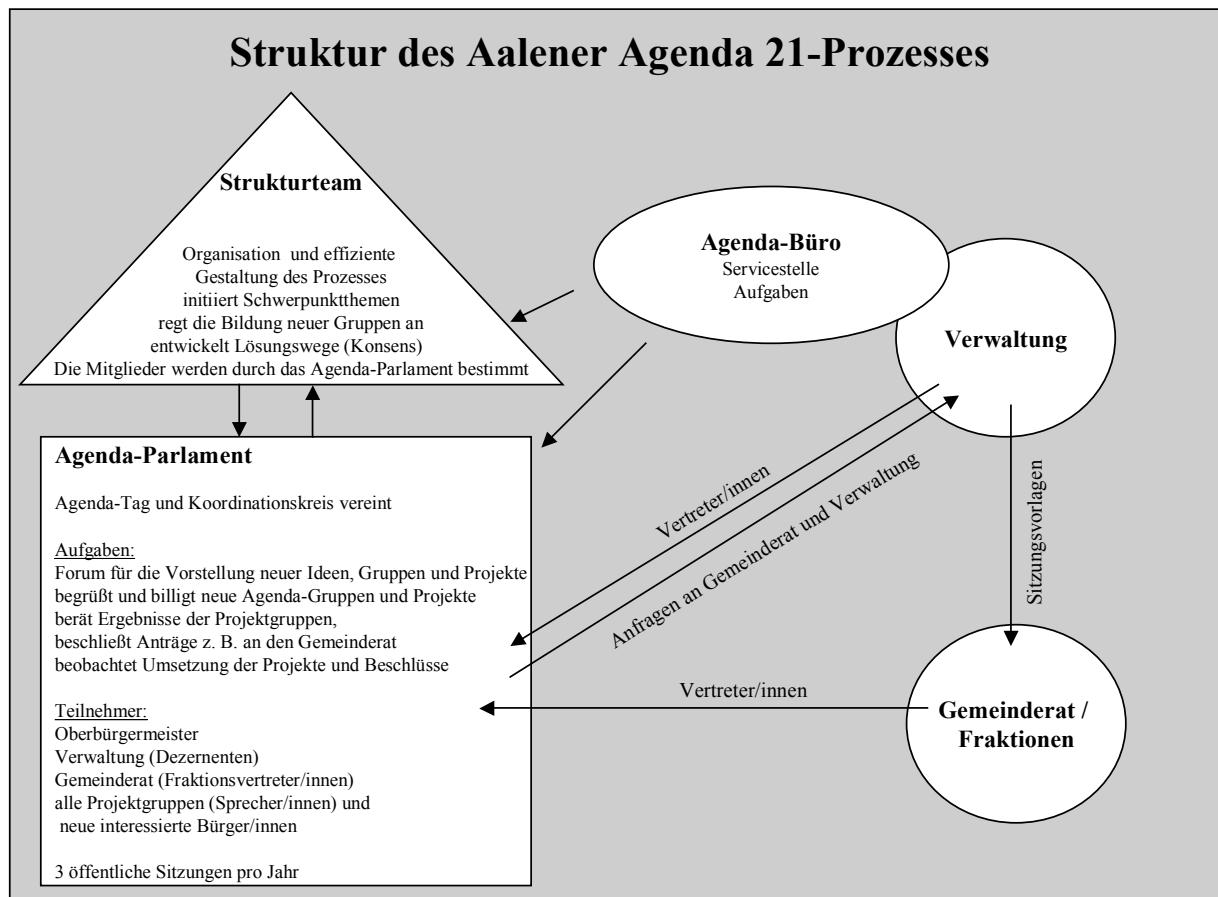 Struktur des Aalener Agenda 21-Prozesses
Strukturteam
Organisation und effiziente
Gestaltung des Prozesses
initiiert Schwerpunktthemen
regt die Bildung neuer Gruppen an
entwickelt Lösungswege (Konsens)
Die Mitglieder werden durch das Agenda-Parlament bestimmt
Agenda-Büro
Servicestelle
Aufgaben
Verwaltung
Agenda-Parlament
Agenda-Tag und Koordinationskreis vereint
Aufgaben:
Forum für die Vorstellung neuer Ideen, Gruppen und Projekte
begrüßt und billigt neue Agenda-Gruppen und Projekte
berät Ergebnisse der Projektgruppen,
beschließt Anträge z. B. an den Gemeinderat
beobachtet Umsetzung der Projekte und Beschlüsse
Teilnehmer:
Oberbürgermeister
Verwaltung (Dezernenten)
Gemeinderat (Fraktionsvertreter/innen)
alle Projektgruppen (Sprecher/innen) und
neue interessierte Bürger/innen
3 öffentliche Sitzungen pro Jahr
Vertreter/innen
Anfragen an Gemeinderat und Verwaltung
Sitzungsvorlagen
Vertreter/innen
Gemeinderat /
Fraktionen